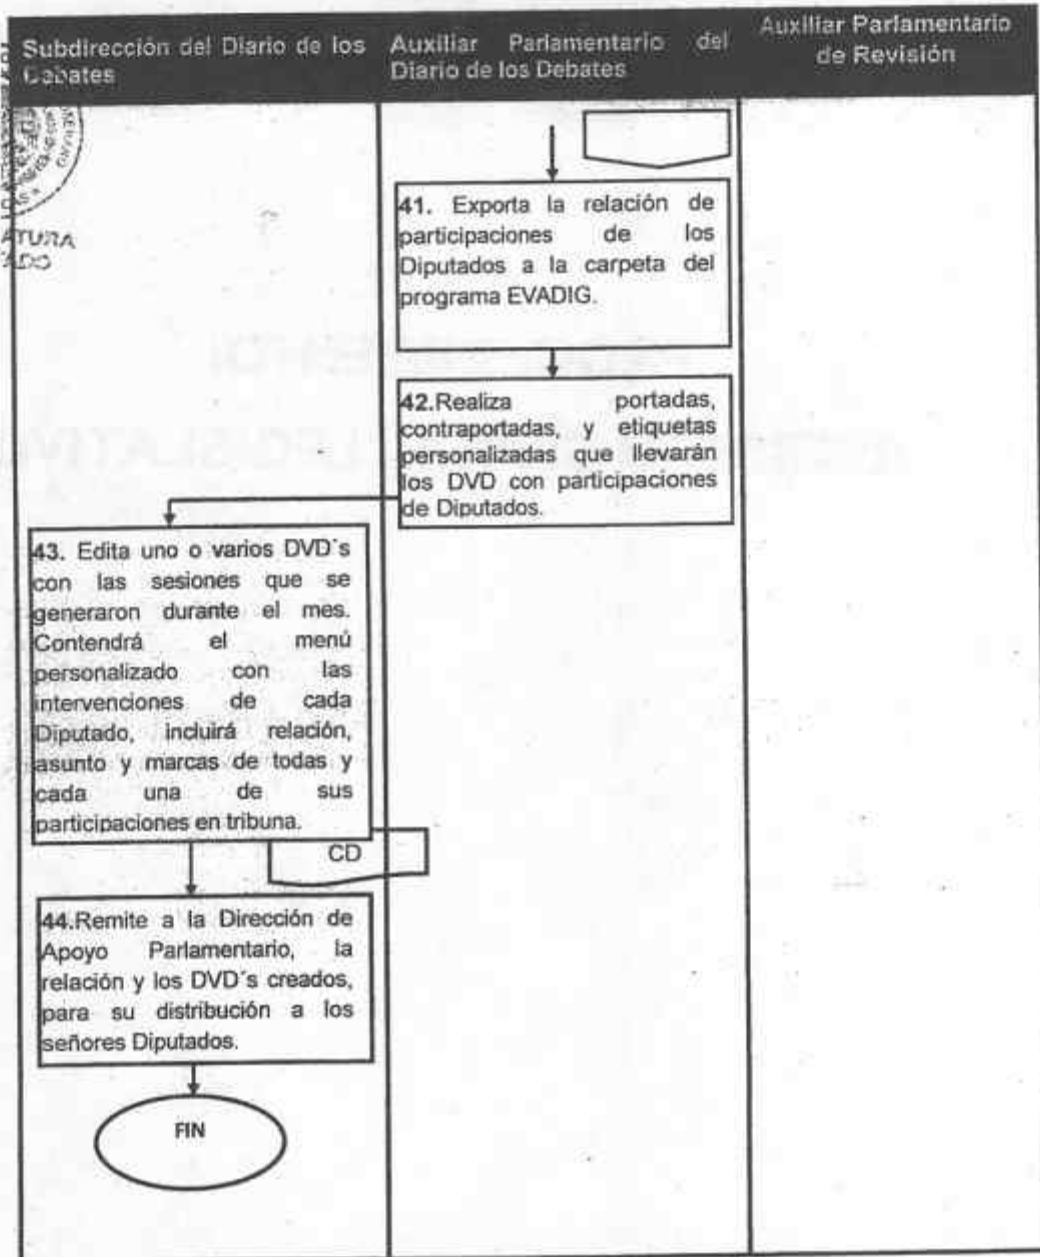 Subdirección del Diario de los
Debates
Auxiliar Parlamentario del
Diario de los Debates
Auxiliar Parlamentario
de Revisión
ATURA
ADO
41. Exporta la relación de
participaciones de los
Diputados a la carpeta del
programa EVADIG.
42.Realiza portadas,
contraportadas, y etiquetas
personalizadas que llevarán
los DVD con participaciones
de Diputados.
43. Edita uno o varios DVD´s
con las sesiones que se
generaron durante el mes.
Contendrá el menú
personalizado con las
intervenciones de cada
Diputado, incluirá relación,
asunto y marcas de todas y
cada una de sus
participaciones en tribuna.
CD
44.Remite a la Dirección de
Apoyo Parlamentario, la
relación y los DVD´s creados,
para su distribución a los
señores Diputados.
FIN